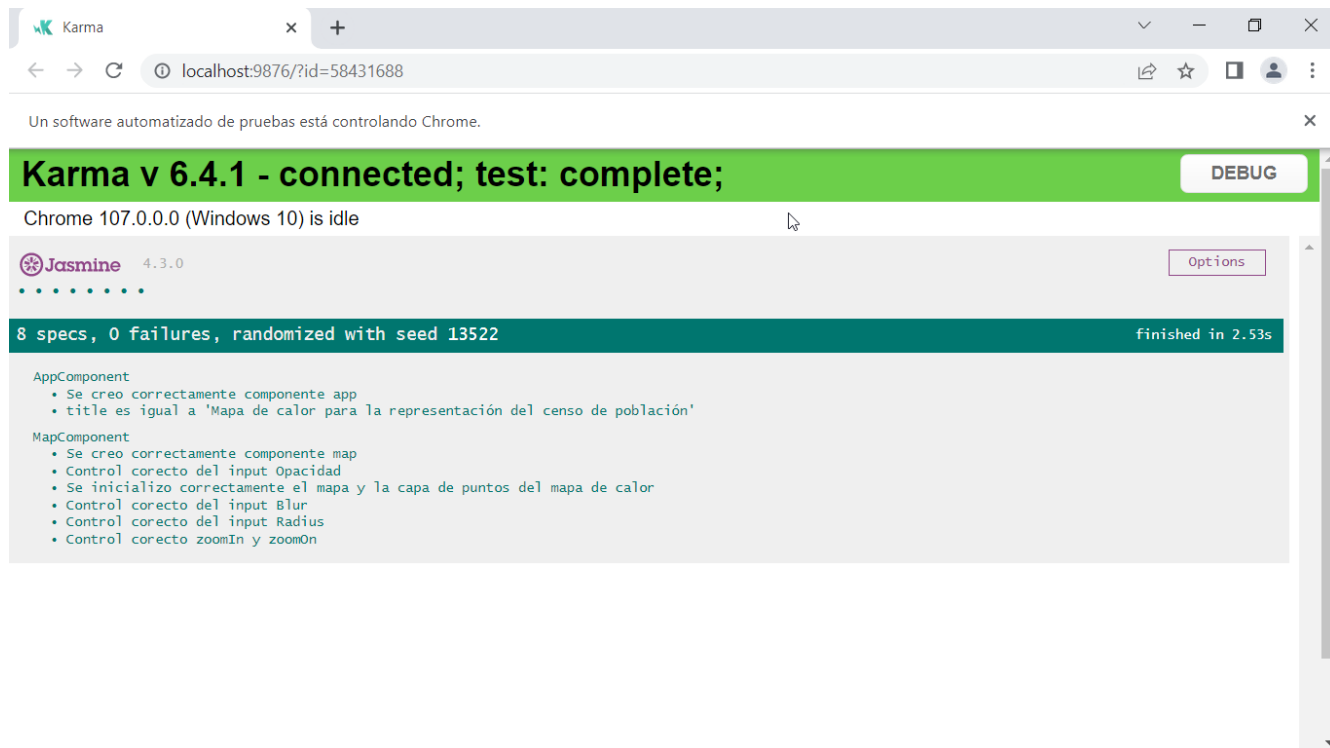 Karma
localhost:9876/?id=58431688
Un software automatizado de pruebas está controlando Chrome.
Karma v 6.4.1 - connected; test: complete;
DEBUG
Chrome 107.0.0.0 (Windows 10) is idle
Jasmine 4.3.0
Options
8 specs, 0 failures, randomized with seed 13522
finished in 2.53s
AppComponent
• Se creo correctamente componente app
• title es igual a 'Mapa de calor para la representación del censo de población'
MapComponent
• Se creo correctamente componente map
• Control corecto del input Opacidad
• Se inicializo correctamente el mapa y la capa de puntos del mapa de calor
• Control corecto del input Blur
• Control corecto del input Radius
• Control corecto zoomIn y zoomOn